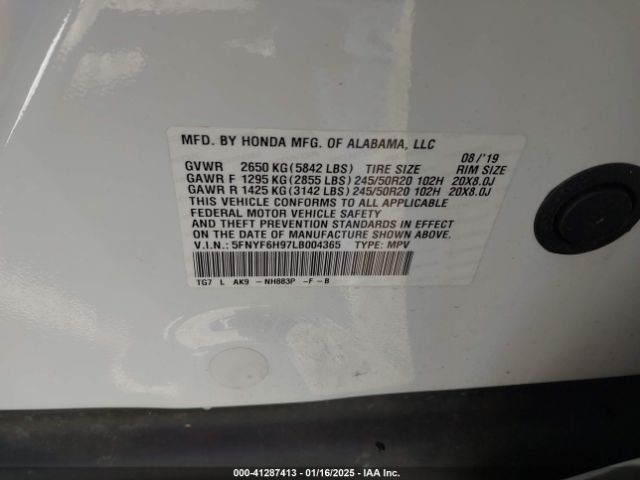 MFD. BY HONDA MFG. OF ALABAMA, LLC 08/'19
GVWR 2650 KG (5842 LBS) TIRE SIZE RIM SIZE
GAWR F 1295 KG (2855 LBS) 245/50R20 102H 20X8.0J
GAWR R 1425 KG (3142 LBS) 245/50R20 102H 20X8.0J
THIS VEHICLE CONFORMS TO ALL APPLICABLE
FEDERAL MOTOR VEHICLE SAFETY
AND THEFT PREVENTION STANDARDS IN EFFECT
ON THE DATE OF MANUFACTURE SHOWN ABOVE.
V.I.N.: 5FNYF6H97LB004365 TYPE: MPV
TG7 L AK9 -NH883P -F-B
000-41287413 - 01/16/2025 - IAA Inc.